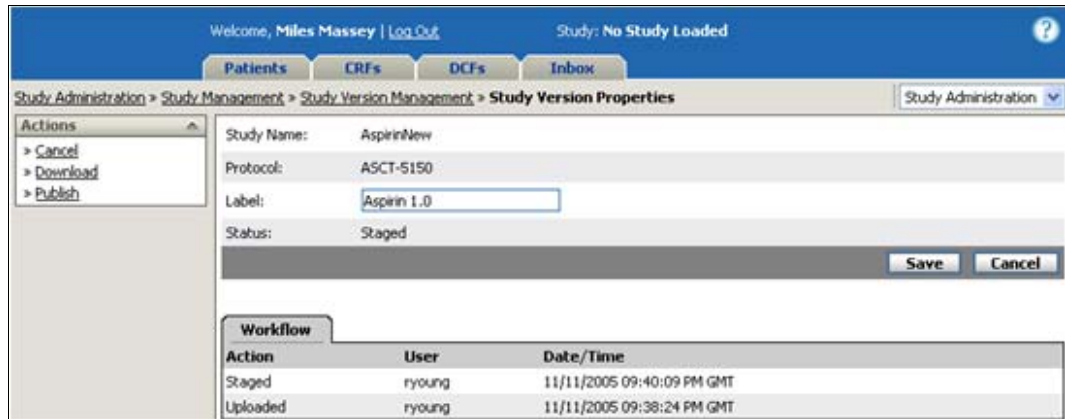 Welcome, Miles Massey | Log Out Study: No Study Loaded ?
Patients CRFs DCFs Inbox
Study Administration » Study Management » Study Version Management » Study Version Properties Study Administration
Actions
» Cancel
» Download
» Publish
Study Name: AspirinNew
Protocol: ASCT-5150
Label: Aspirin 1.0
Status: Staged
Save Cancel
Workflow
Action User Date/Time
Staged ryoung 11/11/2005 09:40:09 PM GMT
Uploaded ryoung 11/11/2005 09:38:24 PM GMT